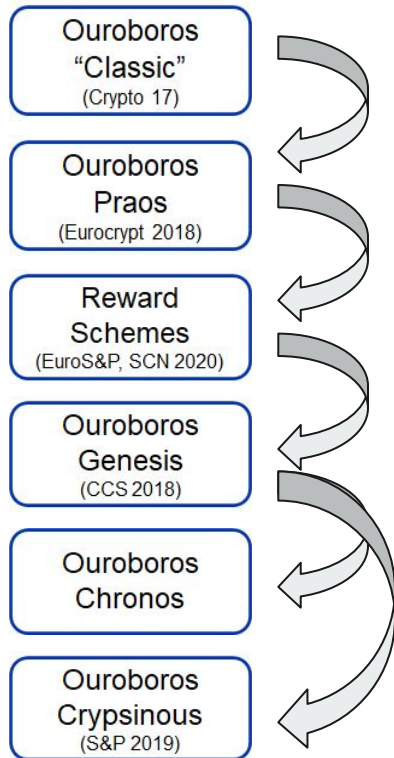 Ouroboros
“Classic”
(Crypto 17)
Ouroboros
Praos
(Eurocrypt 2018)
Reward
Schemes
(EuroS&P, SCN 2020)
Ouroboros
Genesis
(CCS 2018)
Ouroboros
Chronos
Ouroboros
Crypsinous
(S&P 2019)